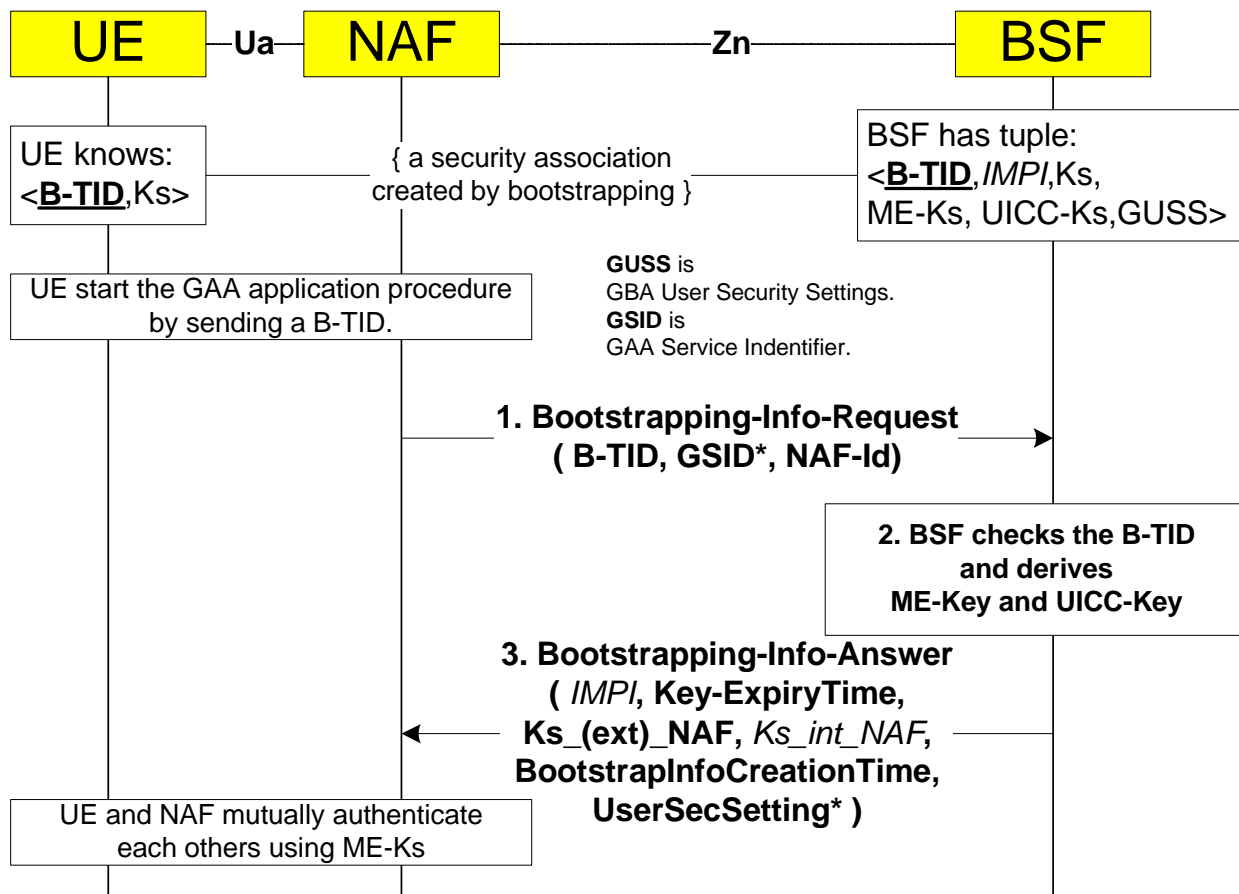 UE
Ua
NAF
Zn
BSF
UE knows:
<B-TID,Ks>
{ a security association
created by bootstrapping }
BSF has tuple:
<B-TID,IMPI,Ks,
ME-Ks, UICC-Ks,GUSS>
UE start the GAA application procedure
by sending a B-TID.
GUSS is
GBA User Security Settings.
GSID is
GAA Service Indentifier.
1. Bootstrapping-Info-Request
( B-TID, GSID*, NAF-Id)
2. BSF checks the B-TID
and derives
ME-Key and UICC-Key
3. Bootstrapping-Info-Answer
( IMPI, Key-ExpiryTime,
Ks_(ext)_NAF, Ks_int_NAF,
BootstrapInfoCreationTime,
UserSecSetting* )
UE and NAF mutually authenticate
each others using ME-Ks